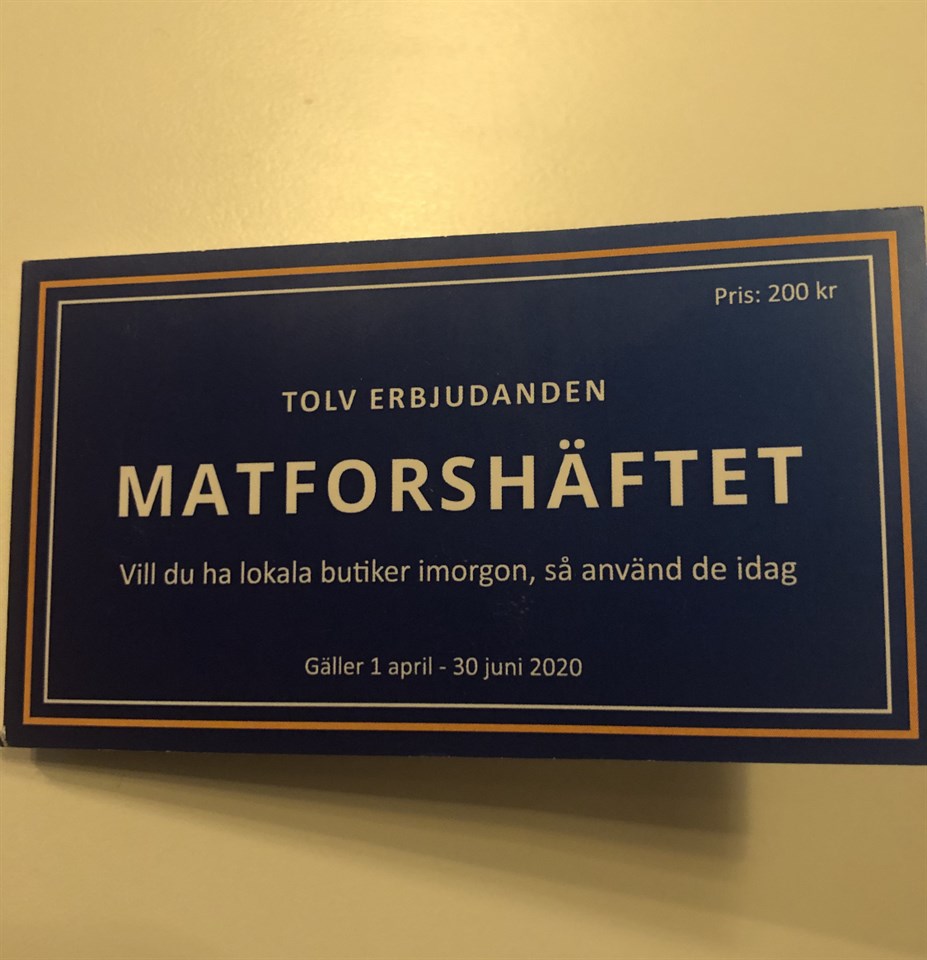 Pris: 200 kr
TOLV ERBJUDANDEN
MATFORSHÄFTET
Vill du ha lokala butiker imorgon, så använd de idag
Gäller 1 april - 30 juni 2020